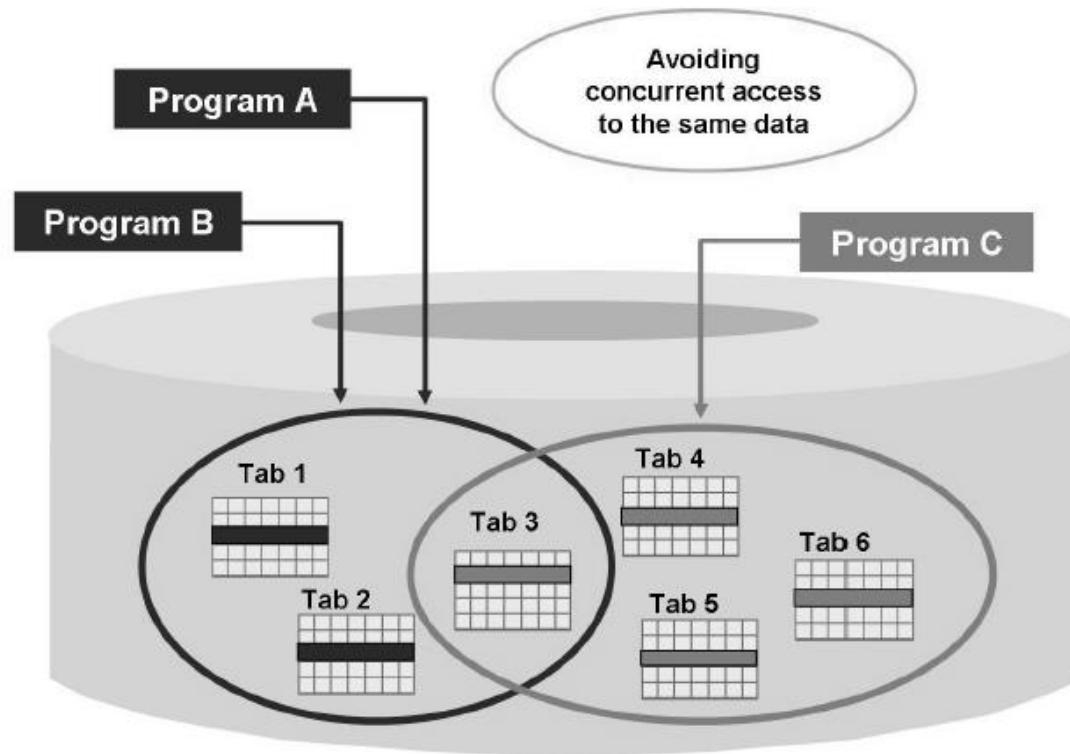 Avoiding
concurrent access
to the same data
Program A
Program B
Program C
Tab 1
Tab 2
Tab 3
Tab 4
Tab 5
Tab 6